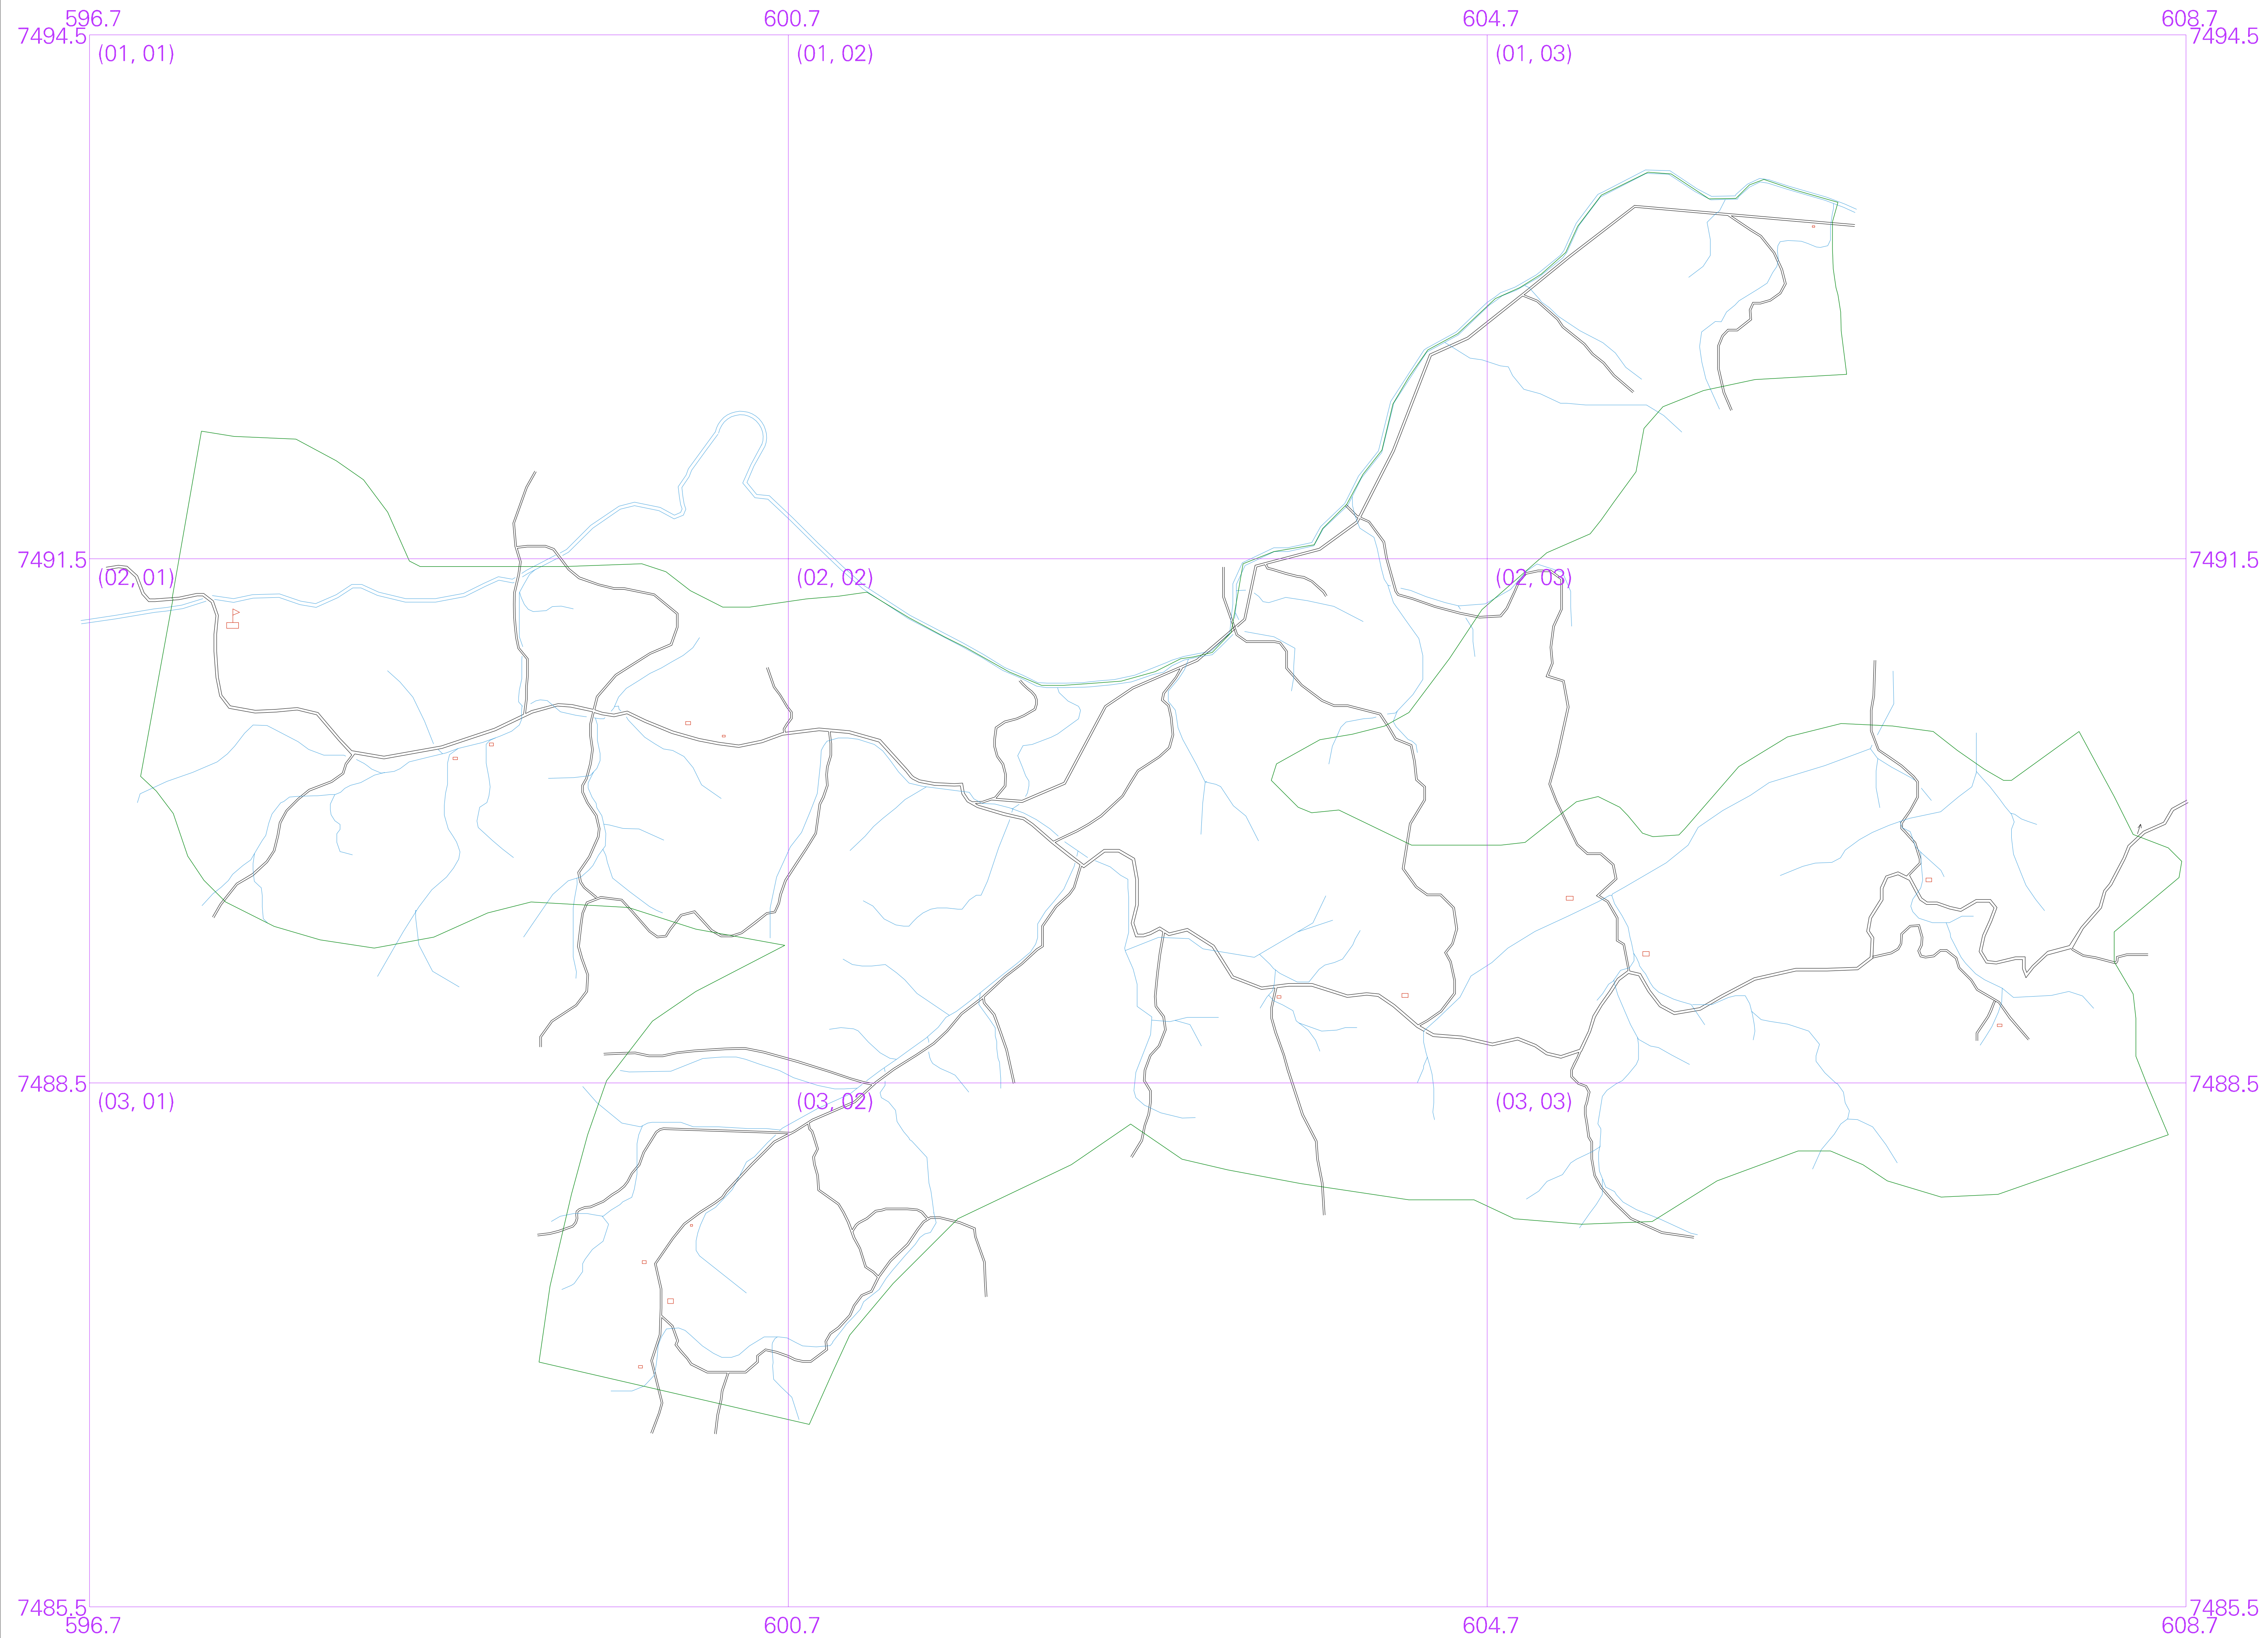 596.7 600.7 604.7 608.7
7494.5 7494.5
(01, 01) (01, 02) (01, 03)
7491.5 7491.5
(02, 01) (02, 02) (02, 03)
7488.5 7488.5
(03, 01) (03, 02) (03, 03)
7485.5 7485.5
596.7 600.7 604.7 608.7